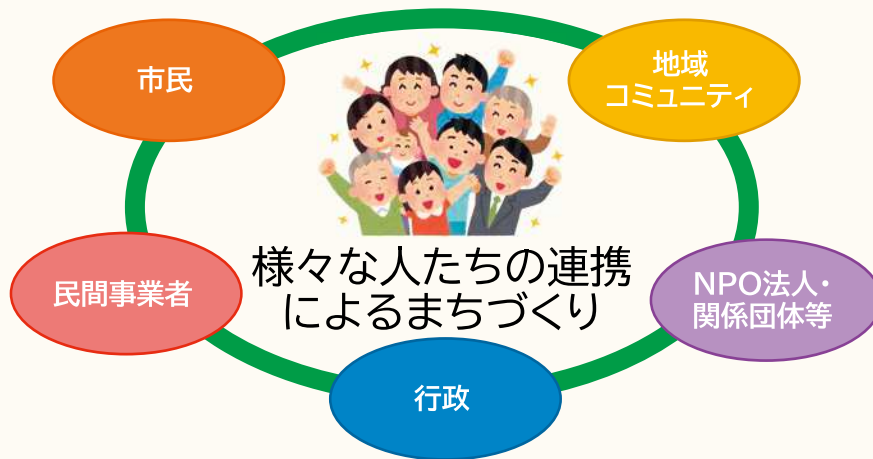 市民
地域
コミュニティ
民間事業者
様々な人たちの連携
によるまちづくり
NPO法人・
関係団体等
行政